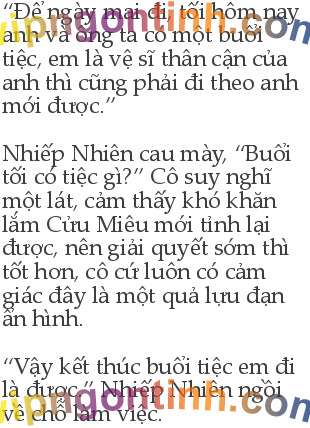 “Để ngày mai đi, tối hôm nay
anh và ông ta có một buổi
tiệc, em là vệ sĩ thân cận của
anh thì cũng phải đi theo anh
mới được.”
Nhiếp Nhiên cau mày, “Buổi
tối có tiệc gì?” Cô suy nghĩ
một lát, cảm thấy khó khăn
lắm Cửu Miêu mới tỉnh lại
được, nên giải quyết sớm thì
tốt hơn, cô cứ luôn có cảm
giác đây là một quả lựu đạn
ẩn hình.
“Vậy kết thúc buổi tiệc em đi
là được.” Nhiếp Nhiên ngồi
về chỗ làm việc.
vipngontinh.com
vipngontinh.com